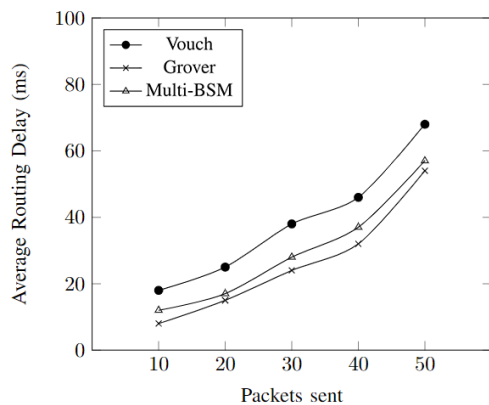 100
80
60
40
20
0
Average Routing Delay (ms)
Vouch
Grover
Multi-BSM
10 20 30 40 50
Packets sent